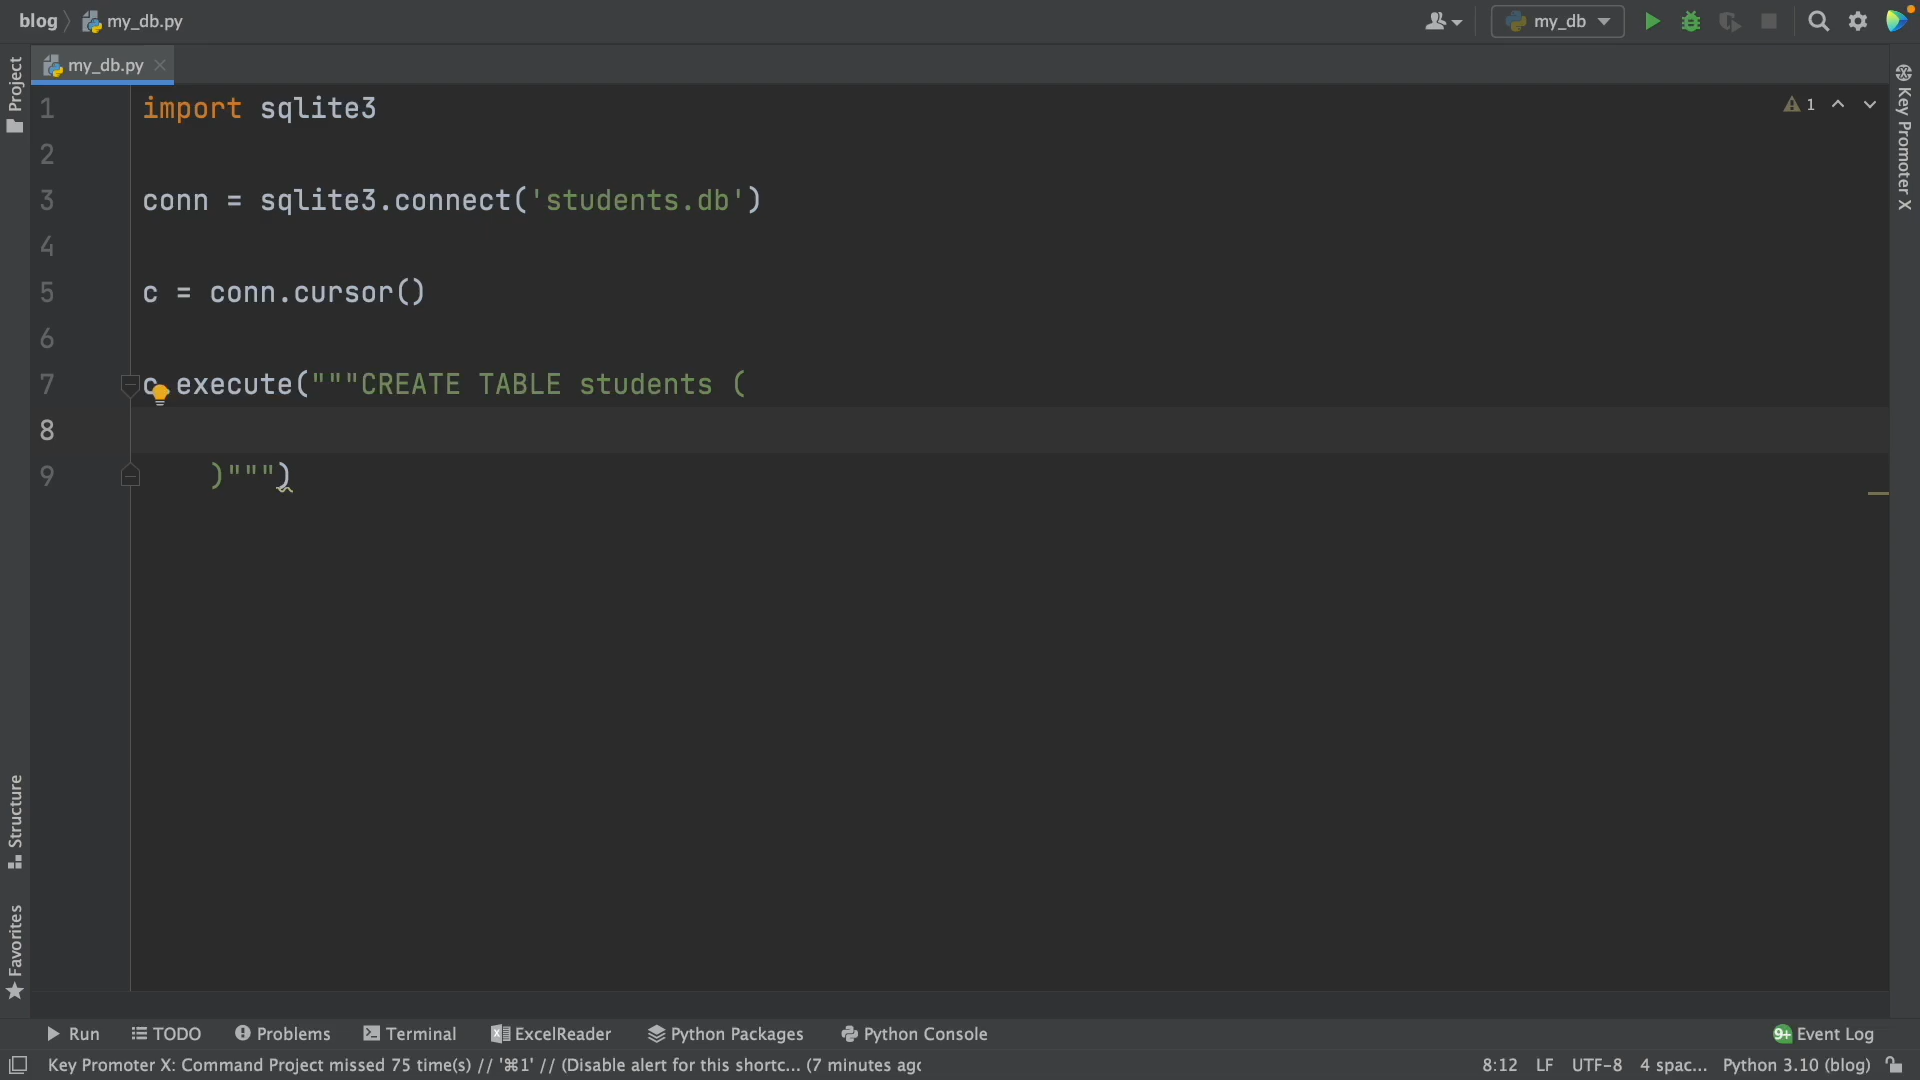 blog my_db.py
my_db
my_db.py
Project
Key Promoter X
1
1 import sqlite3
2
3 conn = sqlite3.connect('students.db')
4
5 c = conn.cursor()
6
7 c.execute("""CREATE TABLE students (
8
9 )""")
Structure
Favorites
Run TODO Problems Terminal ExcelReader Python Packages Python Console 9+ Event Log
Key Promoter X: Command Project missed 75 time(s) // '⌘1' // (Disable alert for this shortc... (7 minutes agc 8:12 LF UTF-8 4 spac... Python 3.10 (blog)